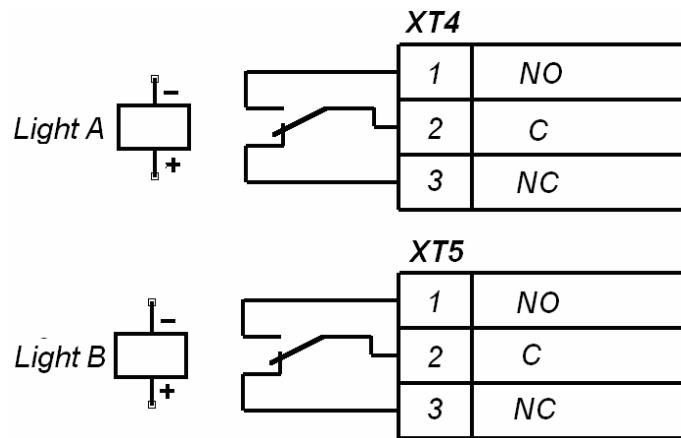 XT4
1 NO
Light A - +
2 C
3 NC
XT5
1 NO
Light B - +
2 C
3 NC